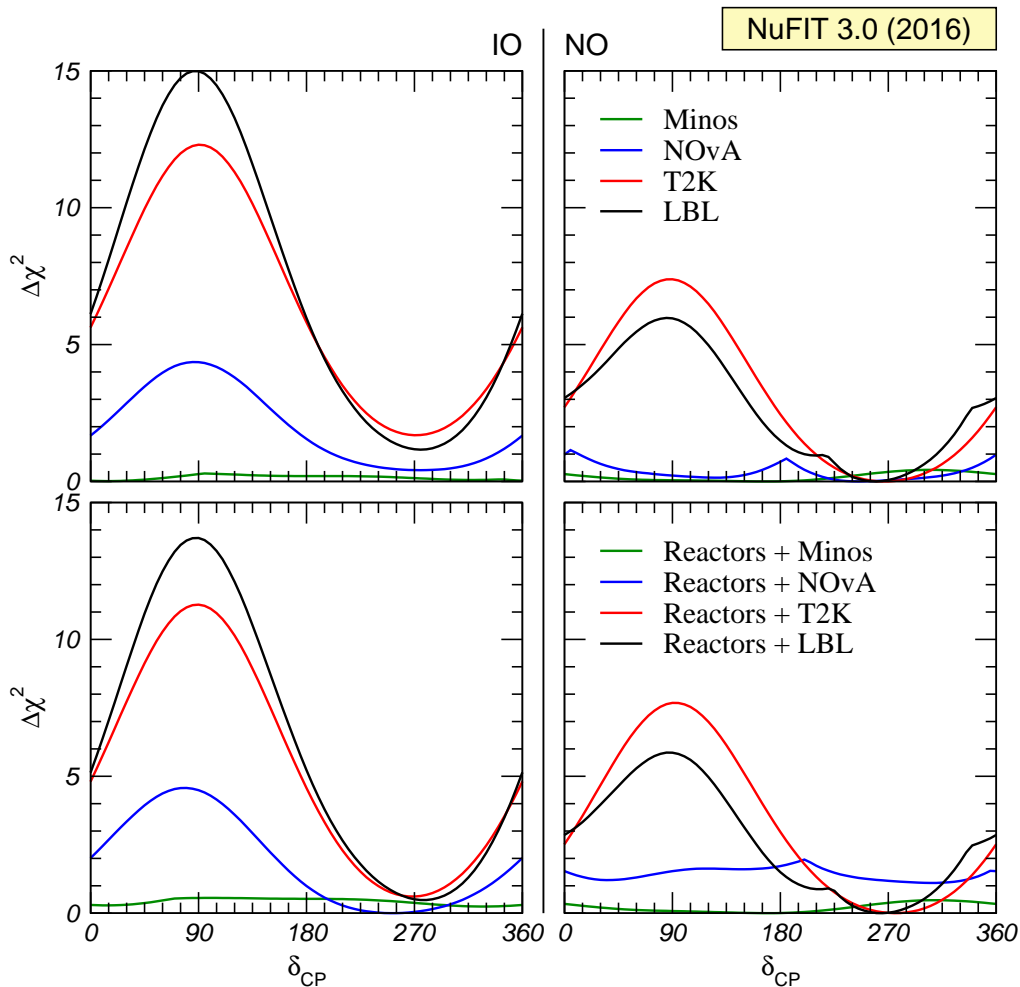 NuFIT 3.0 (2016)
IO
NO
15
10
5
0
Δχ²
Minos
NOvA
T2K
LBL
15
10
5
0
Δχ²
Reactors + Minos
Reactors + NOvA
Reactors + T2K
Reactors + LBL
0 90 180 270 360
0 90 180 270 360
δCP
δCP